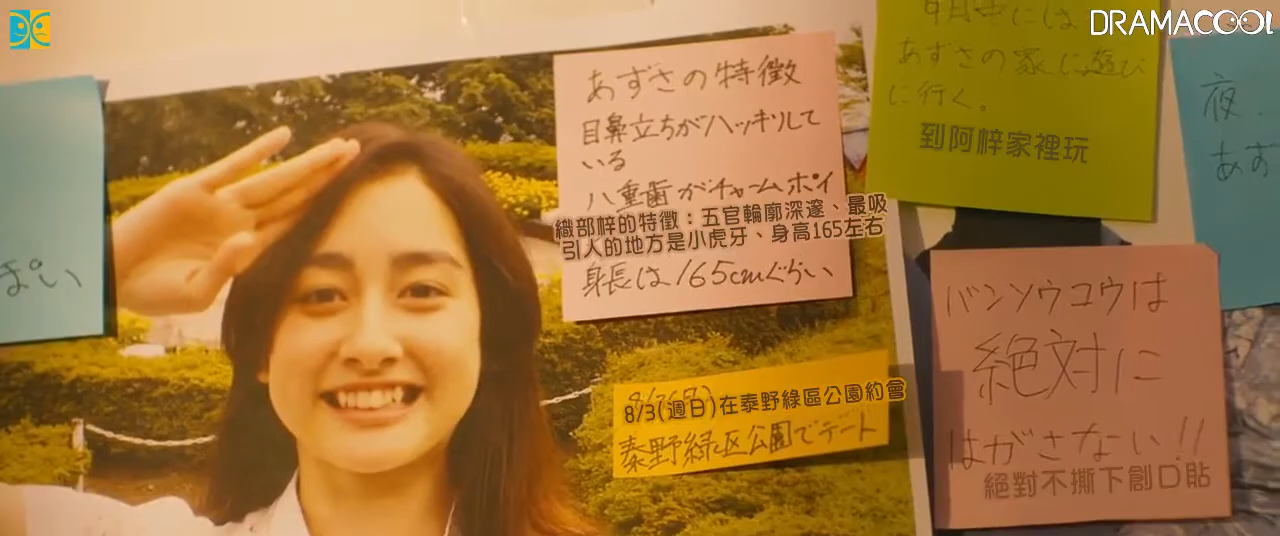 DRAMACOOL
ぽい
あずさの特徴
目鼻立ちがハッキリして
いる
八重歯がチャームポイ
織部梓的特徵：五官輪廓深邃、最吸
引人的地方是小虎牙、身高165左右
身長は165cmぐらい
あずさの家に遊び
に行く。
到阿梓家裡玩
夜
あず
8/3(週日)在泰野綠區公園約會
秦野緑区公園でデート
バンソウコウは
絶対に
はがさない!!
絕對不撕下創口貼